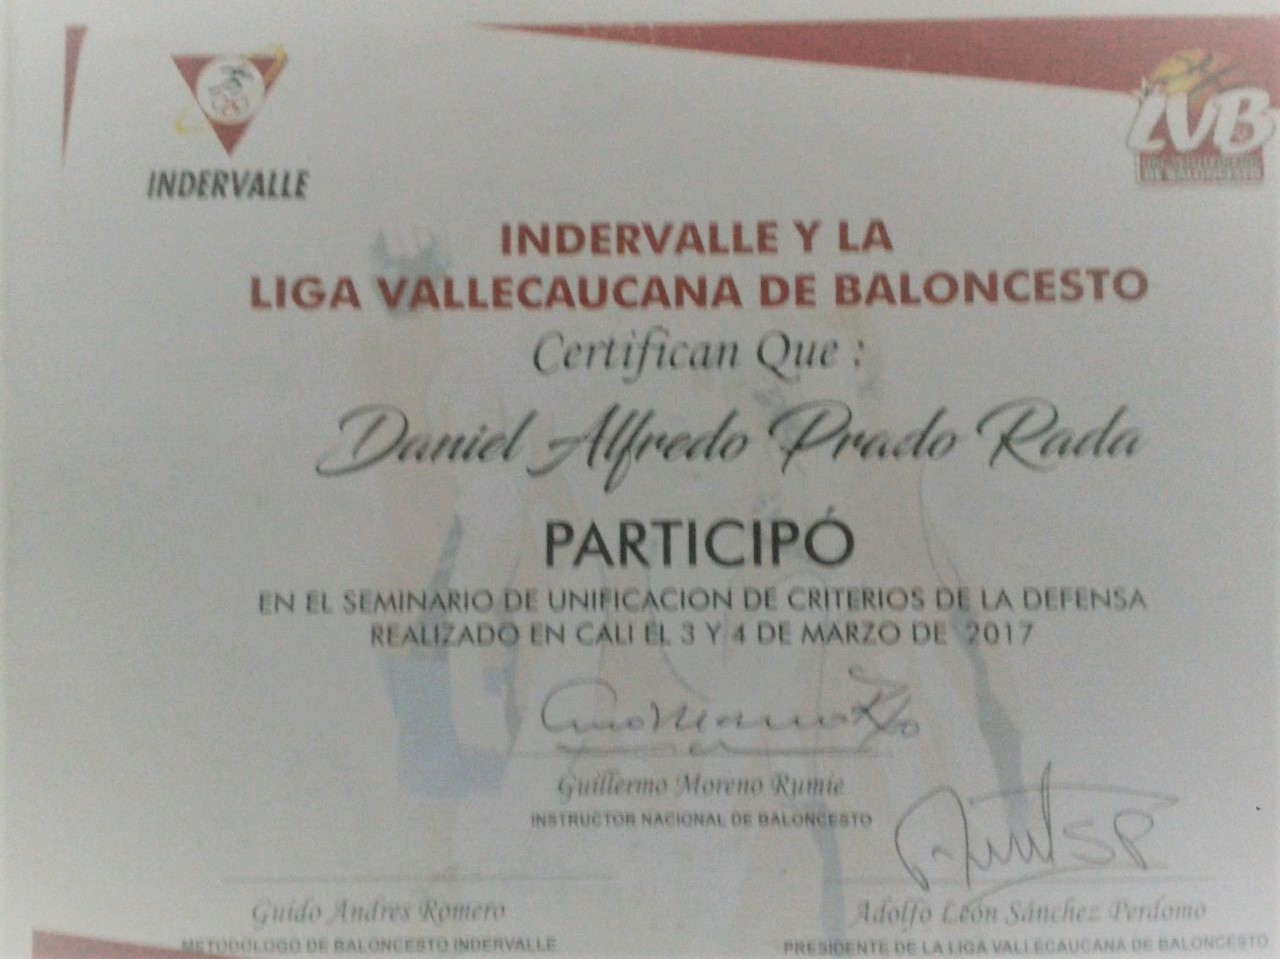 INDERVALLE
LVB
DE BALONCESTO
INDERVALLE Y LA
LIGA VALLECAUCANA DE BALONCESTO
Certifican Que :
Daniel Alfredo Prado Rada
PARTICIPÓ
EN EL SEMINARIO DE UNIFICACION DE CRITERIOS DE LA DEFENSA
REALIZADO EN CALI EL 3 Y 4 DE MARZO DE 2017
Guillermo Moreno Rumie
INSTRUCTOR NACIONAL DE BALONCESTO
Guido Andres Romero
METODOLOGO DE BALONCESTO INDERVALLE
Adolfo León Sánchez Perdomo
PRESIDENTE DE LA LIGA VALLECAUCANA DE BALONCESTO